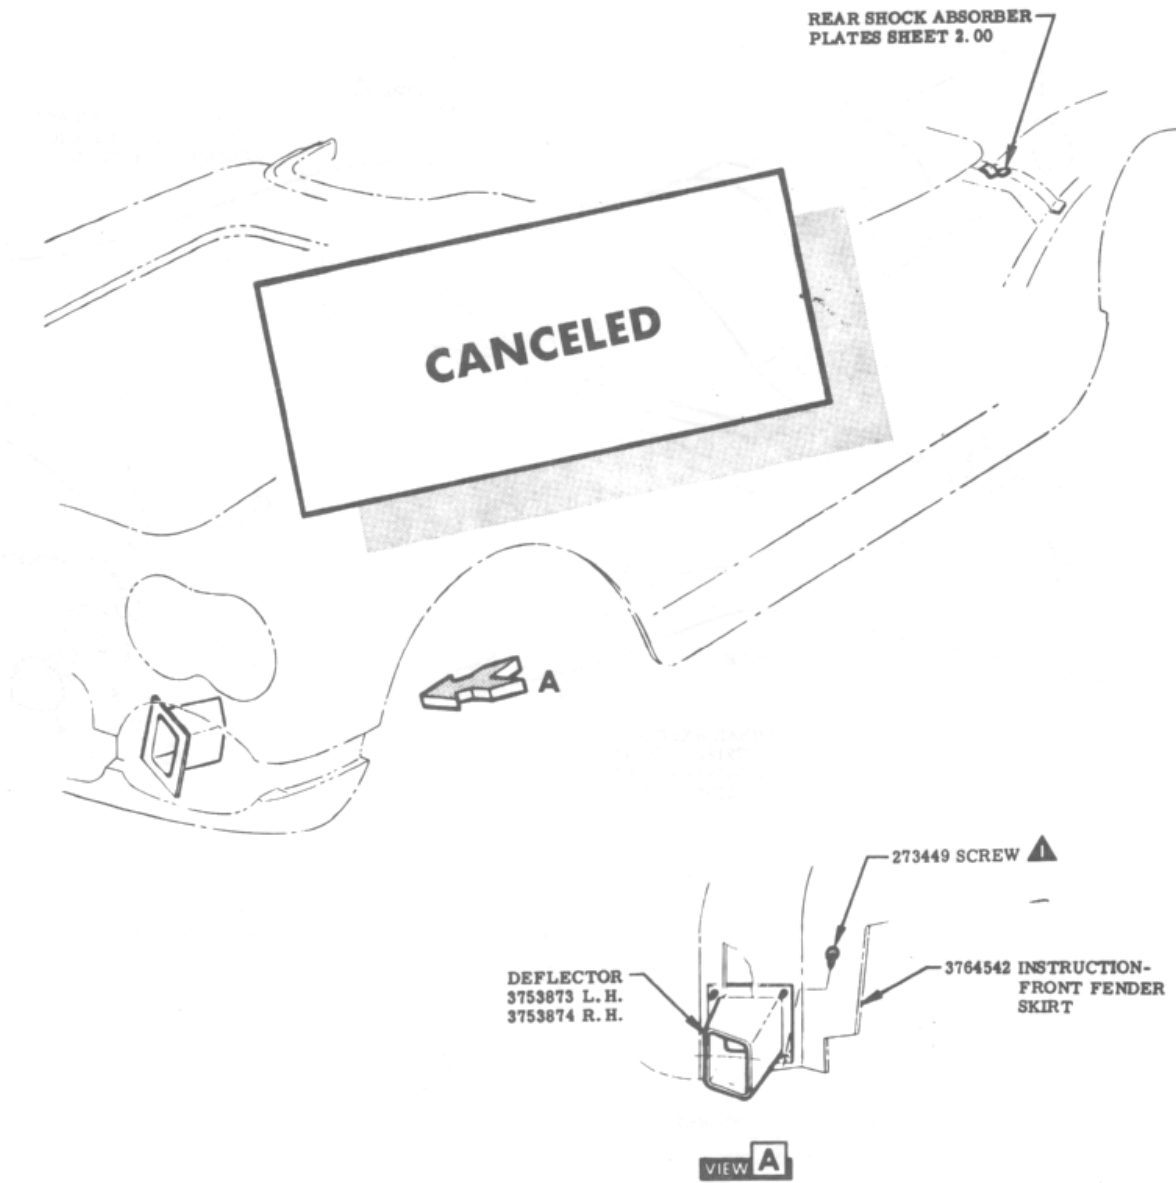 REAR SHOCK ABSORBER
PLATES SHEET 2.00
CANCELED
A
273449 SCREW 1
DEFLECTOR
3753873 L.H.
3753874 R.H.
3764542 INSTRUCTION-
FRONT FENDER
SKIRT
VIEW A